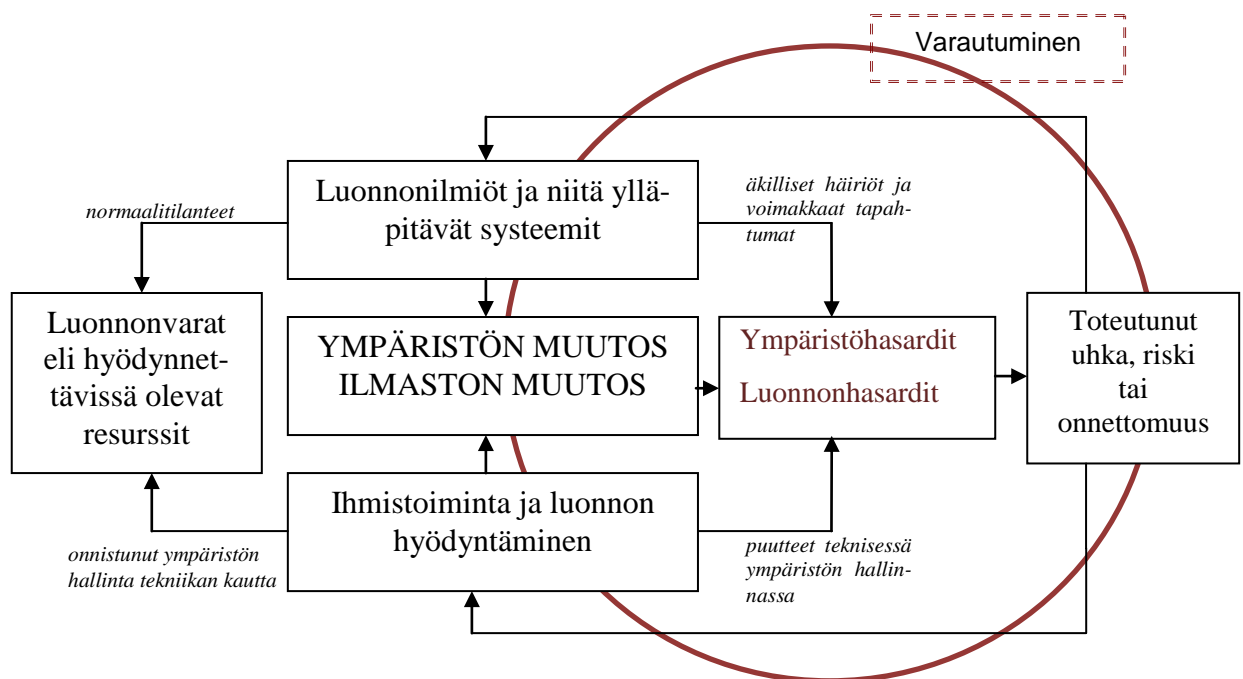 Varautuminen
Luonnonilmiöt ja niitä yllä-
pitävät systeemit
normaalitilanteet
äkilliset häiriöt ja
voimakkaat tapah-
tumat
Luonnonvarat
eli hyödynnet-
tävissä olevat
resurssit
YMPÄRISTÖN MUUTOS
ILMASTON MUUTOS
Ympäristöhasardit
Luonnonhasardit
Toteutunut
uhka, riski
tai
onnettomuus
Ihmistoiminta ja luonnon
hyödyntäminen
onnistunut ympäristön
hallinta tekniikan kautta
puutteet teknisessä
ympäristön hallin-
nassa